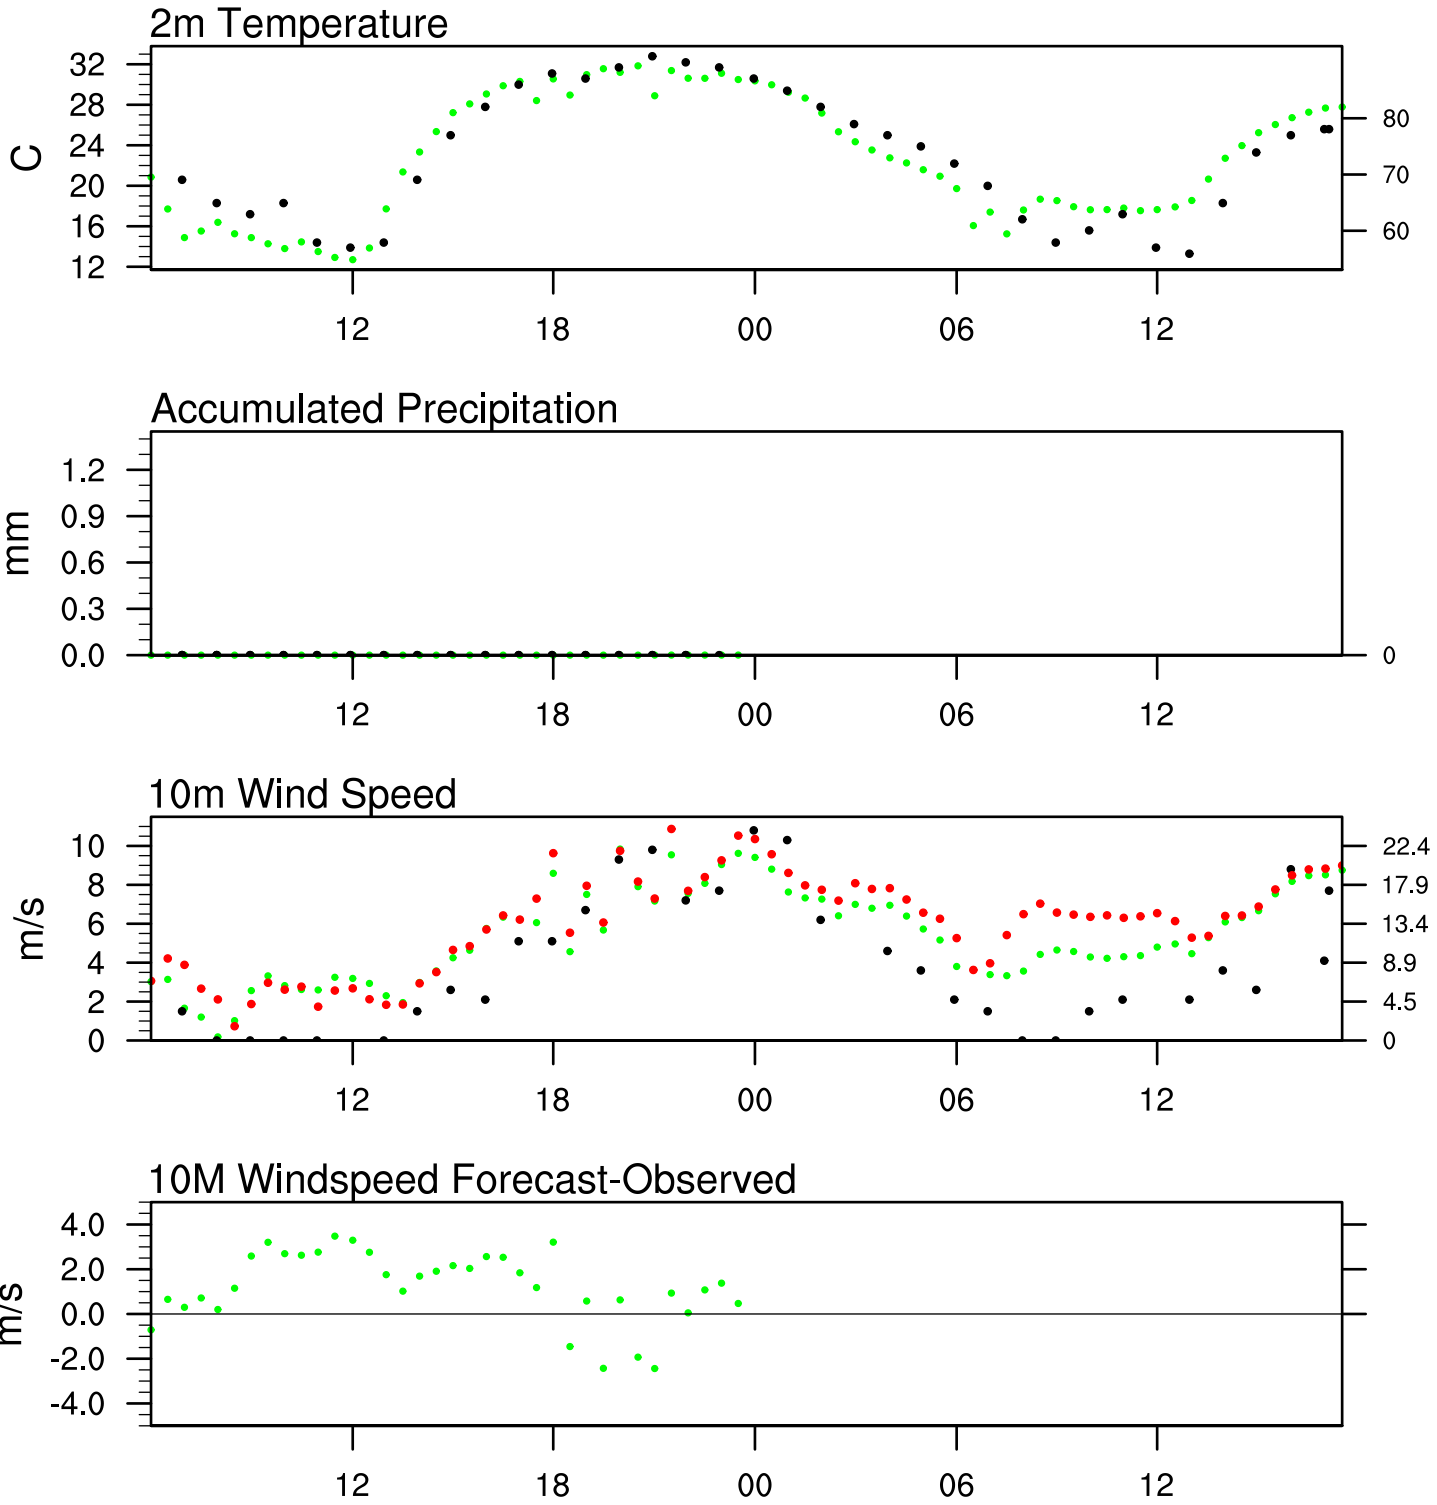 2m Temperature
32
28
24
20
16
12
C
80
70
60
12 18 00 06 12
Accumulated Precipitation
1.2
0.9
0.6
0.3
0.0
mm
0
12 18 00 06 12
10m Wind Speed
10
8
6
4
2
0
m/s
22.4
17.9
13.4
8.9
4.5
0
12 18 00 06 12
10M Windspeed Forecast-Observed
4.0
2.0
0.0
-2.0
-4.0
m/s
12 18 00 06 12